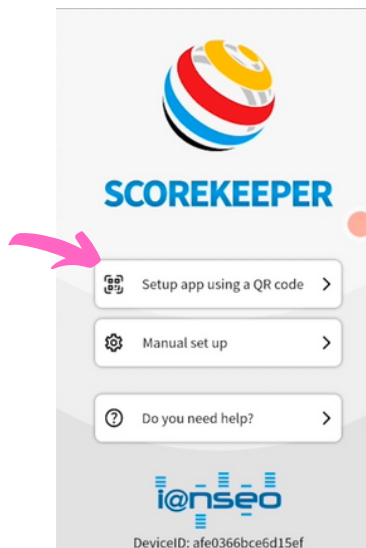 SCOREKEEPER
Setup app using a QR code
Manual set up
Do you need help?
i@nseo
DeviceID: afe0366bce6d15ef